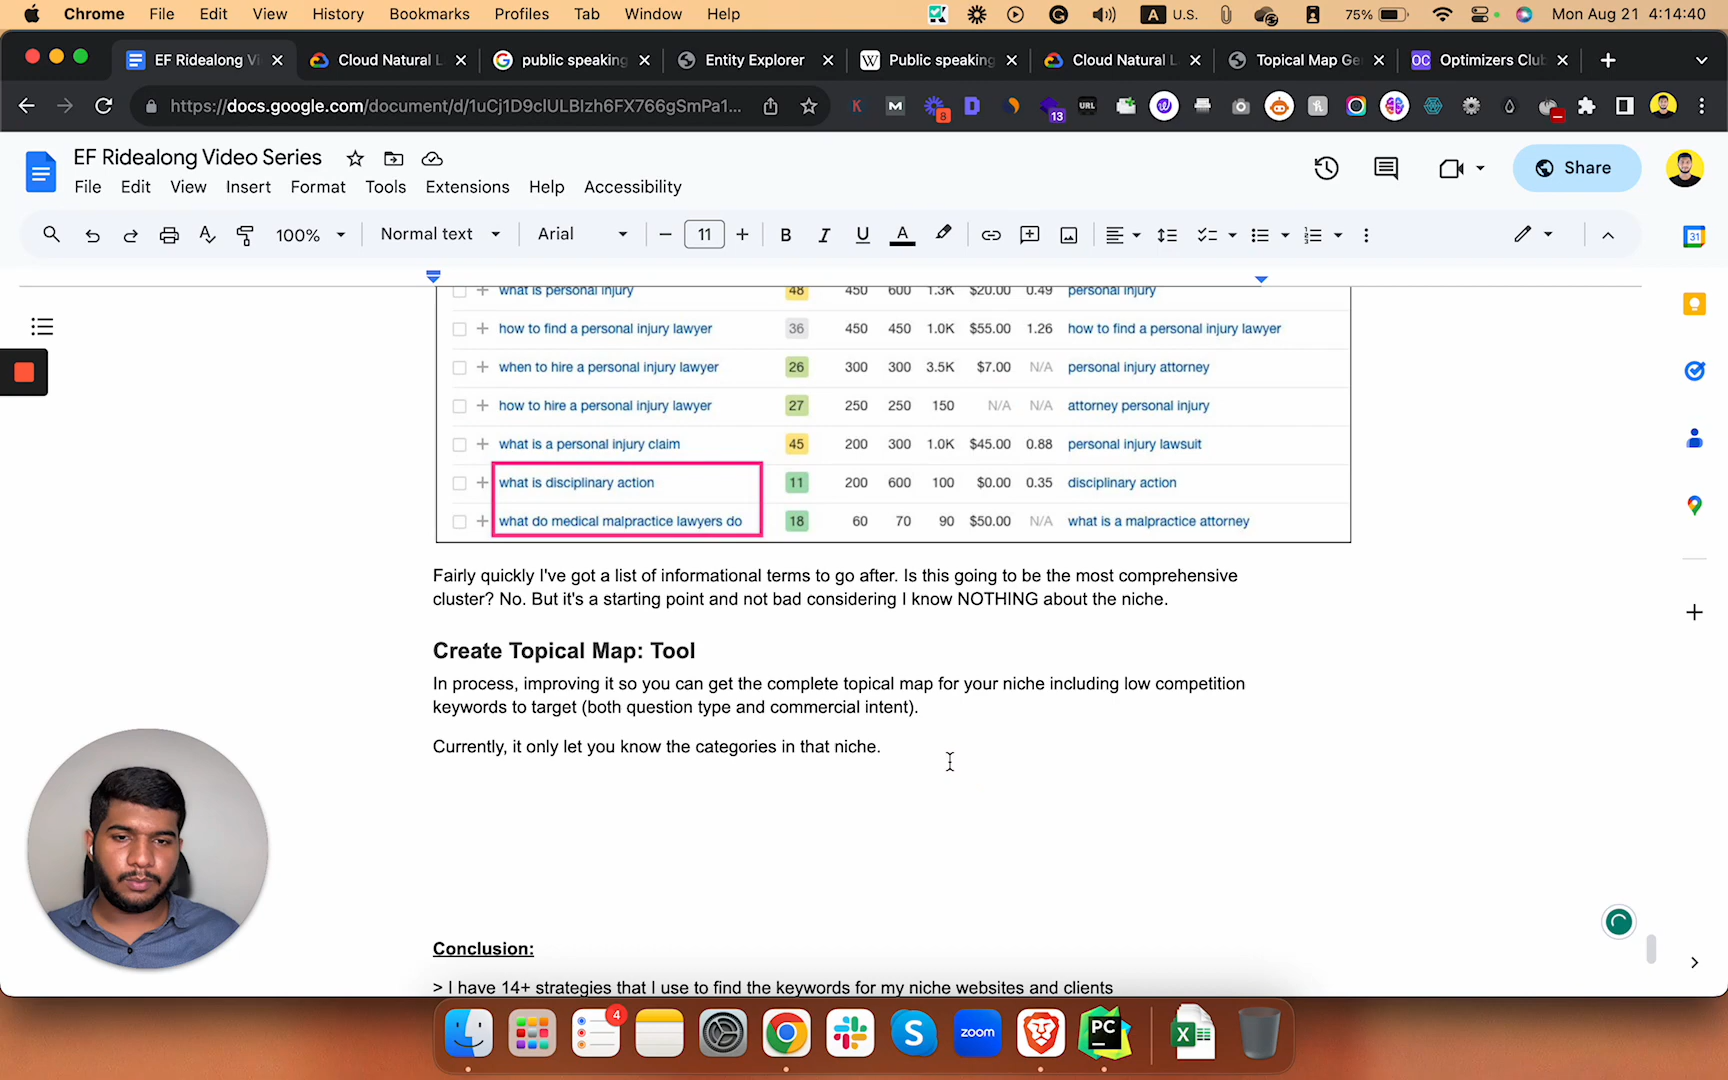 Chrome File Edit View History Bookmarks Profiles Tab Window Help A U.S. 75% Mon Aug 21 4:14:40
EF Ridealong Vi Cloud Natural L public speaking Entity Explorer Public speaking Cloud Natural L Topical Map Ge OC Optimizers Clu
https://docs.google.com/document/d/1uCj1D9clULBIzh6FX766gSmPa1... K M 8 D 13 URL
EF Ridealong Video Series
Share
File Edit View Insert Format Tools Extensions Help Accessibility
100% Normal text Arial 11 B I U A
31
what is personal injury 48 450 600 1.3K $20.00 0.49 personal injury
how to find a personal injury lawyer 36 450 450 1.0K $55.00 1.26 how to find a personal injury lawyer
when to hire a personal injury lawyer 26 300 300 3.5K $7.00 N/A personal injury attorney
how to hire a personal injury lawyer 27 250 250 150 N/A N/A attorney personal injury
what is a personal injury claim 45 200 300 1.0K $45.00 0.88 personal injury lawsuit
what is disciplinary action 11 200 600 100 $0.00 0.35 disciplinary action
what do medical malpractice lawyers do 18 60 70 90 $50.00 N/A what is a malpractice attorney
Fairly quickly I've got a list of informational terms to go after. Is this going to be the most comprehensive
cluster? No. But it's a starting point and not bad considering I know NOTHING about the niche.
Create Topical Map: Tool
In process, improving it so you can get the complete topical map for your niche including low competition
keywords to target (both question type and commercial intent).
Currently, it only let you know the categories in that niche.
Conclusion:
> I have 14+ strategies that I use to find the keywords for my niche websites and clients
4 S zoom PC X